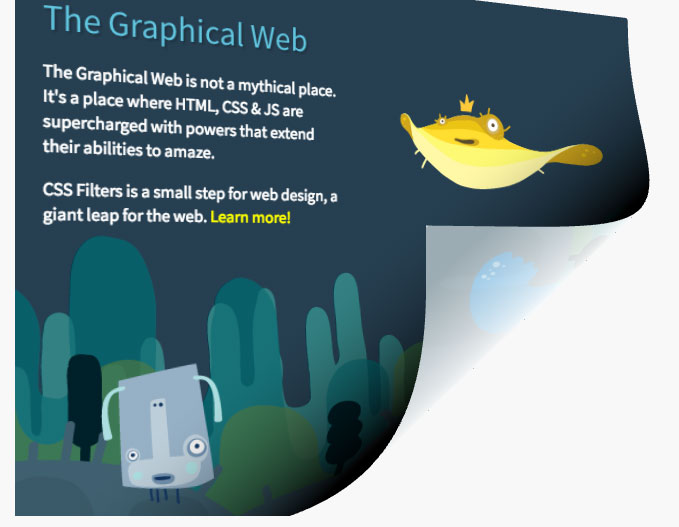 The Graphical Web
The Graphical Web is not a mythical place.
It's a place where HTML, CSS & JS are
supercharged with powers that extend
their abilities to amaze.
CSS Filters is a small step for web design, a
giant leap for the web. Learn more!